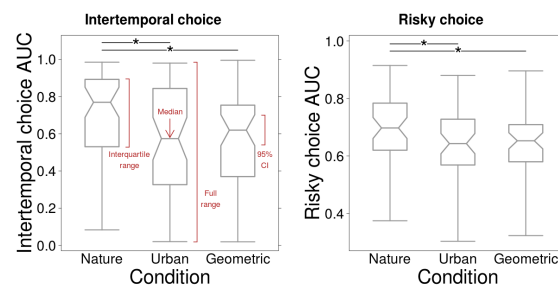 Intertemporal choice
Intertemporal choice AUC
1.0
0.8
0.6
0.4
0.2
0.0
*
*
Median
Interquartile
range
Full
range
95%
CI
Nature Urban Geometric
Condition
Risky choice
Risky choice AUC
1.0
0.8
0.6
0.4
*
*
Nature Urban Geometric
Condition